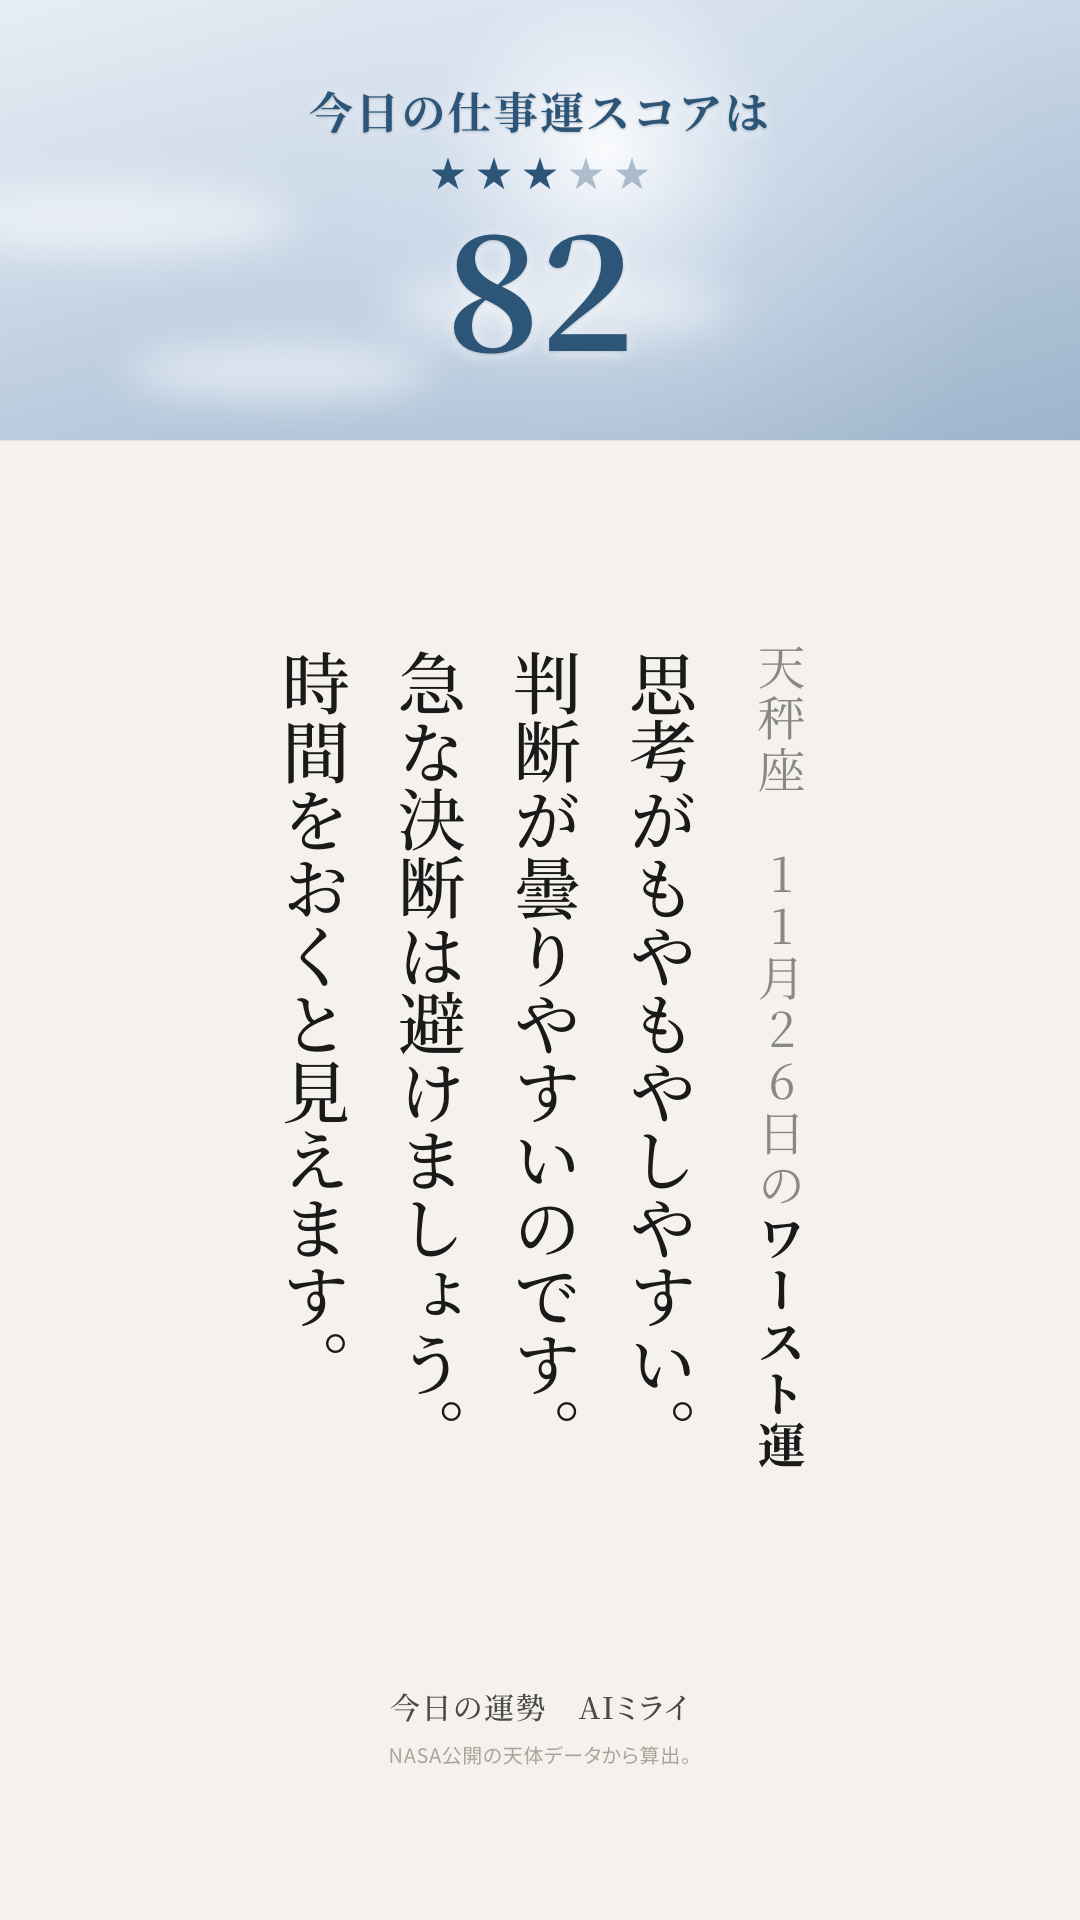 今日の仕事運スコアは
★★★★★
82
天秤座　11月26日のワースト運
思考がもやもやしやすい。
判断が曇りやすいのです。
急な決断は避けましょう。
時間をおくと見えます。
今日の運勢　AIミライ
NASA公開の天体データから算出。